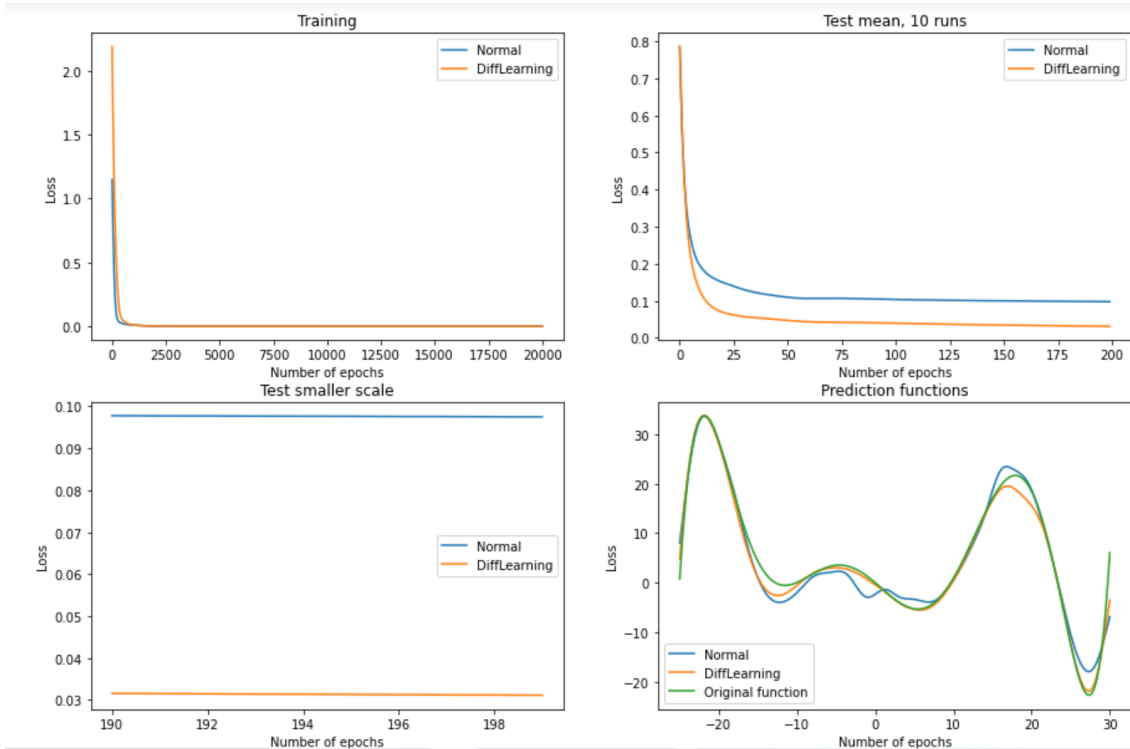 Training
2.0
1.5
1.0
0.5
0.0
Loss
Normal
DiffLearning
0 2500 5000 7500 10000 12500 15000 17500 20000
Number of epochs
Test mean, 10 runs
0.8
0.7
0.6
0.5
0.4
0.3
0.2
0.1
0.0
Loss
Normal
DiffLearning
0 25 50 75 100 125 150 175 200
Number of epochs
Test smaller scale
0.10
0.09
0.08
0.07
0.06
0.05
0.04
0.03
Loss
Normal
DiffLearning
190 192 194 196 198
Number of epochs
Prediction functions
30
20
10
0
−10
−20
Loss
Normal
DiffLearning
Original function
−20 −10 0 10 20 30
Number of epochs